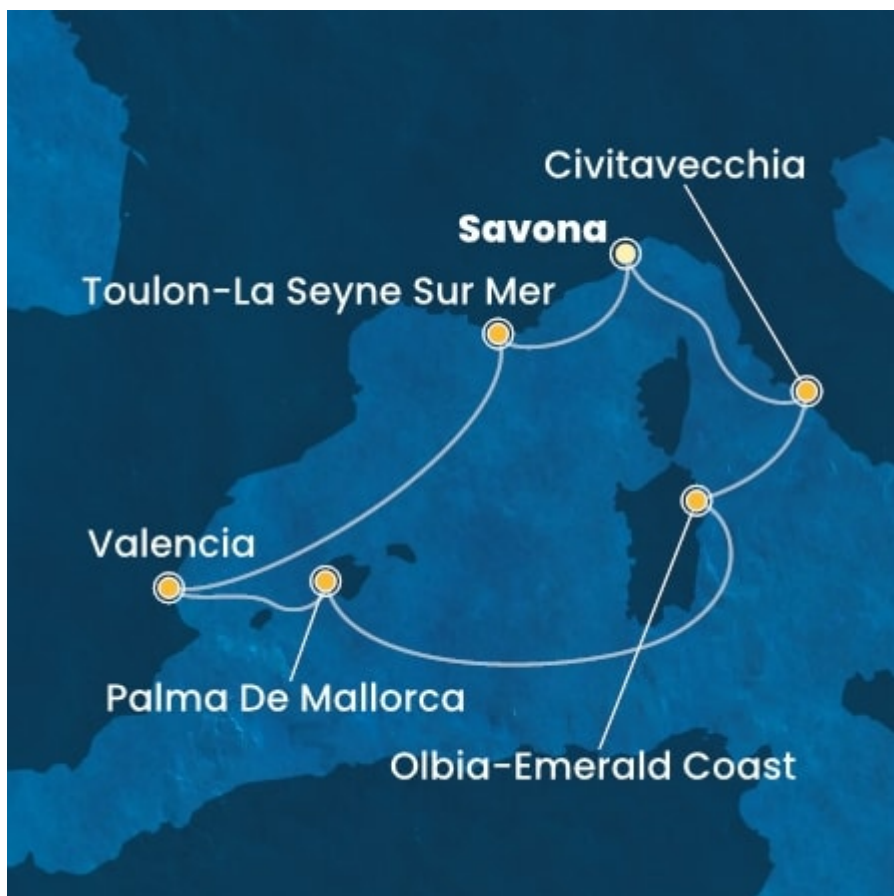 Civitavecchia
Savona
Toulon-La Seyne Sur Mer
Valencia
Palma De Mallorca
Olbia-Emerald Coast